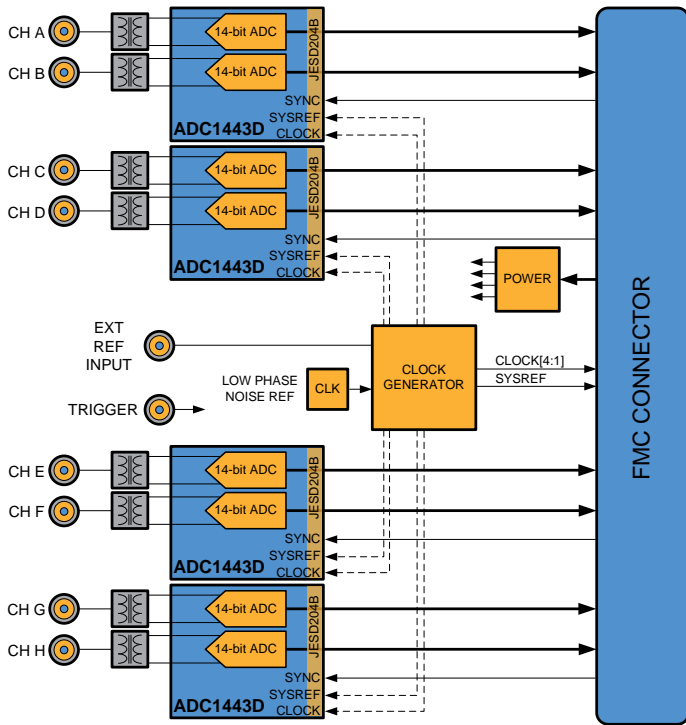 CH A
14-bit ADC
JESD204B
CH B
14-bit ADC
SYNC
SYSREF
ADC1443D
CLOCK
CH C
14-bit ADC
JESD204B
CH D
14-bit ADC
SYNC
SYSREF
ADC1443D
CLOCK
POWER
EXT
REF
INPUT
CLOCK
GENERATOR
CLOCK[4:1]
SYSREF
LOW PHASE
NOISE REF
CLK
TRIGGER
FMC CONNECTOR
CH E
14-bit ADC
JESD204B
CH F
14-bit ADC
SYNC
SYSREF
ADC1443D
CLOCK
CH G
14-bit ADC
JESD204B
CH H
14-bit ADC
SYNC
SYSREF
ADC1443D
CLOCK